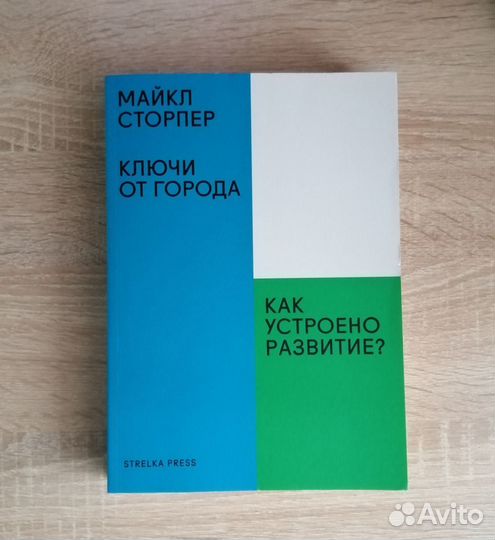 МАЙКЛ
СТОРПЕР
КЛЮЧИ
ОТ ГОРОДА
КАК
УСТРОЕНО
РАЗВИТИЕ?
STRELKA PRESS
Avito